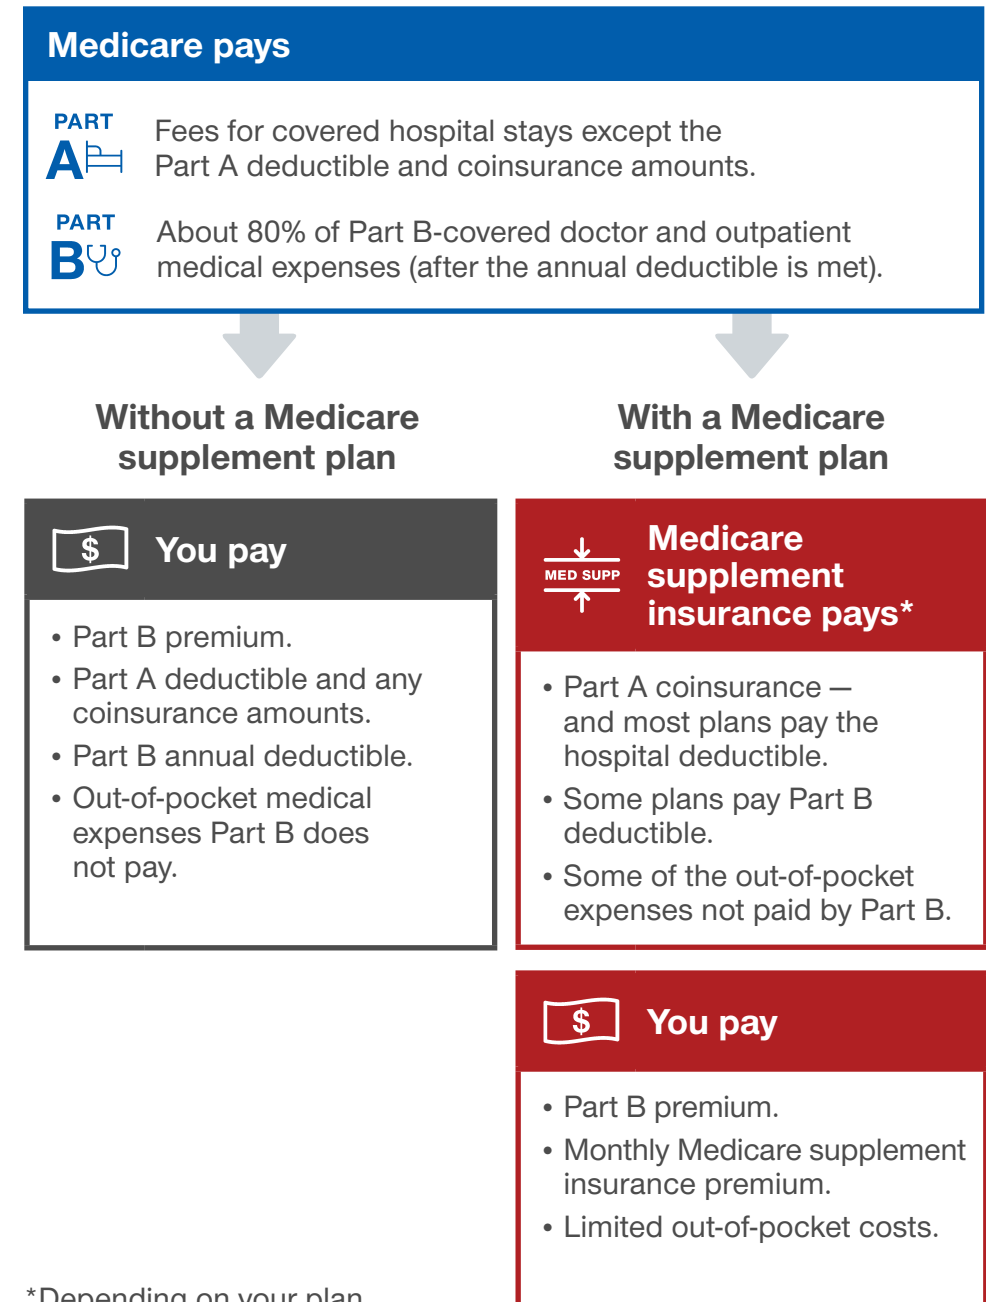 Medicare pays
PART
A
Fees for covered hospital stays except the
Part A deductible and coinsurance amounts.
PART
B
About 80% of Part B-covered doctor and outpatient
medical expenses (after the annual deductible is met).
Without a Medicare
supplement plan
$
You pay
• Part B premium.
• Part A deductible and any
coinsurance amounts.
• Part B annual deductible.
• Out-of-pocket medical
expenses Part B does
not pay.
With a Medicare
supplement plan
MED SUPP
Medicare
supplement
insurance pays*
• Part A coinsurance —
and most plans pay the
hospital deductible.
• Some plans pay Part B
deductible.
• Some of the out-of-pocket
expenses not paid by Part B.
$
You pay
• Part B premium.
• Monthly Medicare supplement
insurance premium.
• Limited out-of-pocket costs.
*Depending on your plan